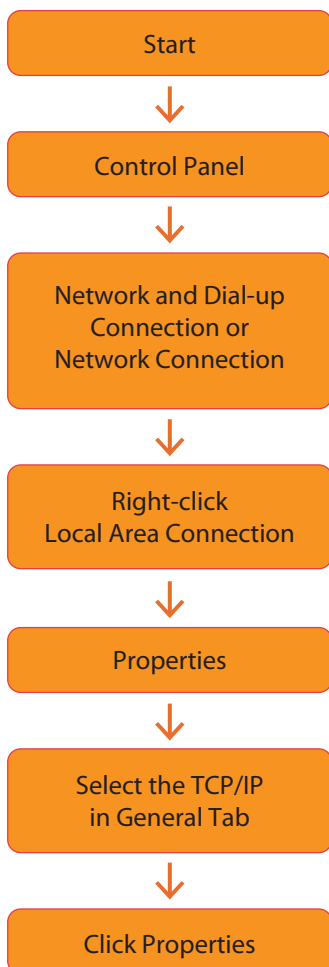 Start
Control Panel
Network and Dial-up
Connection or
Network Connection
Right-click
Local Area Connection
Properties
Select the TCP/IP
in General Tab
Click Properties